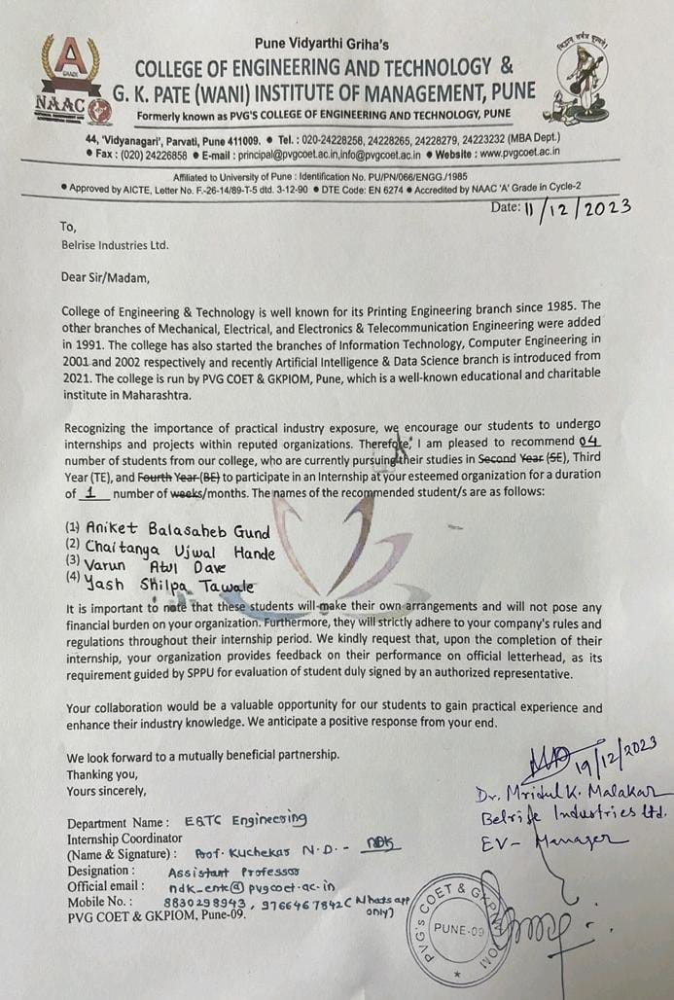 Pune Vidyarthi Griha's
COLLEGE OF ENGINEERING AND TECHNOLOGY &
G. K. PATE (WANI) INSTITUTE OF MANAGEMENT, PUNE
Formerly known as PVG'S COLLEGE OF ENGINEERING AND TECHNOLOGY, PUNE
A
GRADE
NAAC
44, 'Vidyanagari', Parvati, Pune 411009. ● Tel. : 020-24228258, 24228265, 24228279, 24223232 (MBA Dept.)
● Fax : (020) 24226858 ● E-mail : principal@pvgcoet.ac.in,info@pvgcoet.ac.in ● Website : www.pvgcoet.ac.in
Affiliated to University of Pune : Identification No. PU/PN/066/ENGG./1985
● Approved by AICTE, Letter No. F.-26-14/89-T-5 dtd. 3-12-90 ● DTE Code: EN 6274 ● Accredited by NAAC 'A' Grade in Cycle-2
Date: 11/12/2023
To,
Belrise Industries Ltd.
Dear Sir/Madam,
College of Engineering & Technology is well known for its Printing Engineering branch since 1985. The
other branches of Mechanical, Electrical, and Electronics & Telecommunication Engineering were added
in 1991. The college has also started the branches of Information Technology, Computer Engineering in
2001 and 2002 respectively and recently Artificial Intelligence & Data Science branch is introduced from
2021. The college is run by PVG COET & GKPIOM, Pune, which is a well-known educational and charitable
institute in Maharashtra.
Recognizing the importance of practical industry exposure, we encourage our students to undergo
internships and projects within reputed organizations. Therefore, I am pleased to recommend 04
number of students from our college, who are currently pursuing their studies in Second Year (SE), Third
Year (TE), and Fourth Year (BE) to participate in an Internship at your esteemed organization for a duration
of 1 number of weeks/months. The names of the recommended student/s are as follows:
(1) Aniket Balasaheb Gund
(2) Chaitanya Ujwal Hande
(3) Varun Atul Dave
(4) Yash Shilpa Tawale
It is important to note that these students will make their own arrangements and will not pose any
financial burden on your organization. Furthermore, they will strictly adhere to your company's rules and
regulations throughout their internship period. We kindly request that, upon the completion of their
internship, your organization provides feedback on their performance on official letterhead, as its
requirement guided by SPPU for evaluation of student duly signed by an authorized representative.
Your collaboration would be a valuable opportunity for our students to gain practical experience and
enhance their industry knowledge. We anticipate a positive response from your end.
We look forward to a mutually beneficial partnership.
Thanking you,
Yours sincerely,
19/12/2023
Dr. Mridul K. Malakar
Belrise Industries Ltd.
EV- Manager
Department Name : E&TC Engineering
Internship Coordinator
(Name & Signature) : Prof. Kuchekar N.D. - NDK
Designation : Assistant Professor
Official email : ndk_entc@pvgcoet.ac.in
Mobile No. : 8830298943, 9766467842 (Whatsapp only)
PVG COET & GKPIOM, Pune-09.
PVG's COET & GKPIOM
PUNE-09